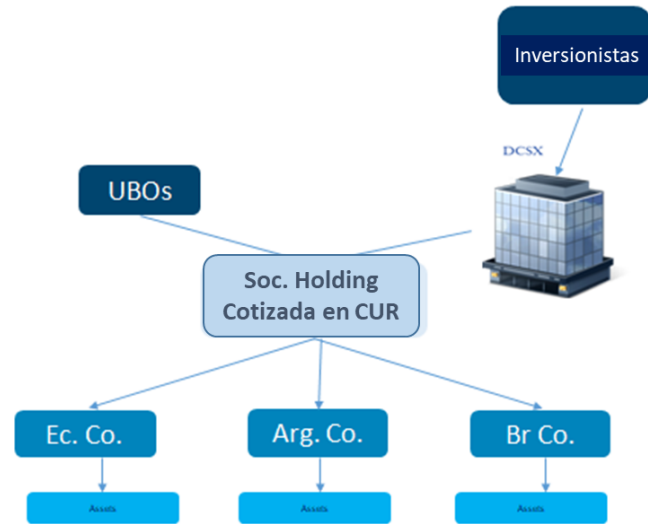 Inversionistas
DCSX
UBOs
Soc. Holding
Cotizada en CUR
Ec. Co.
Arg. Co.
Br Co.
Assets
Assets
Assets